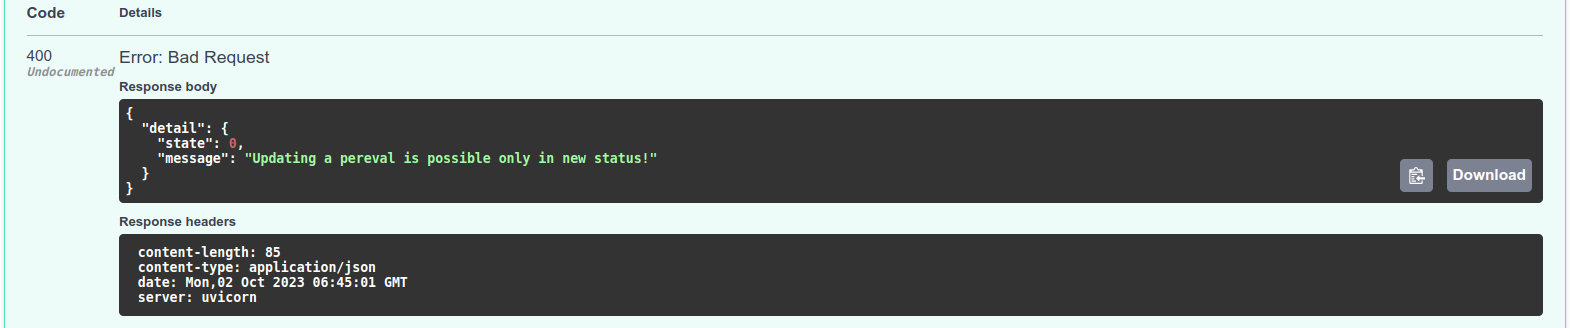 Code Details
400 Error: Bad Request
Undocumented
Response body
{
"detail": {
"state": 0,
"message": "Updating a pereval is possible only in new status!"
}
}
Download
Response headers
content-length: 85
content-type: application/json
date: Mon,02 Oct 2023 06:45:01 GMT
server: uvicorn